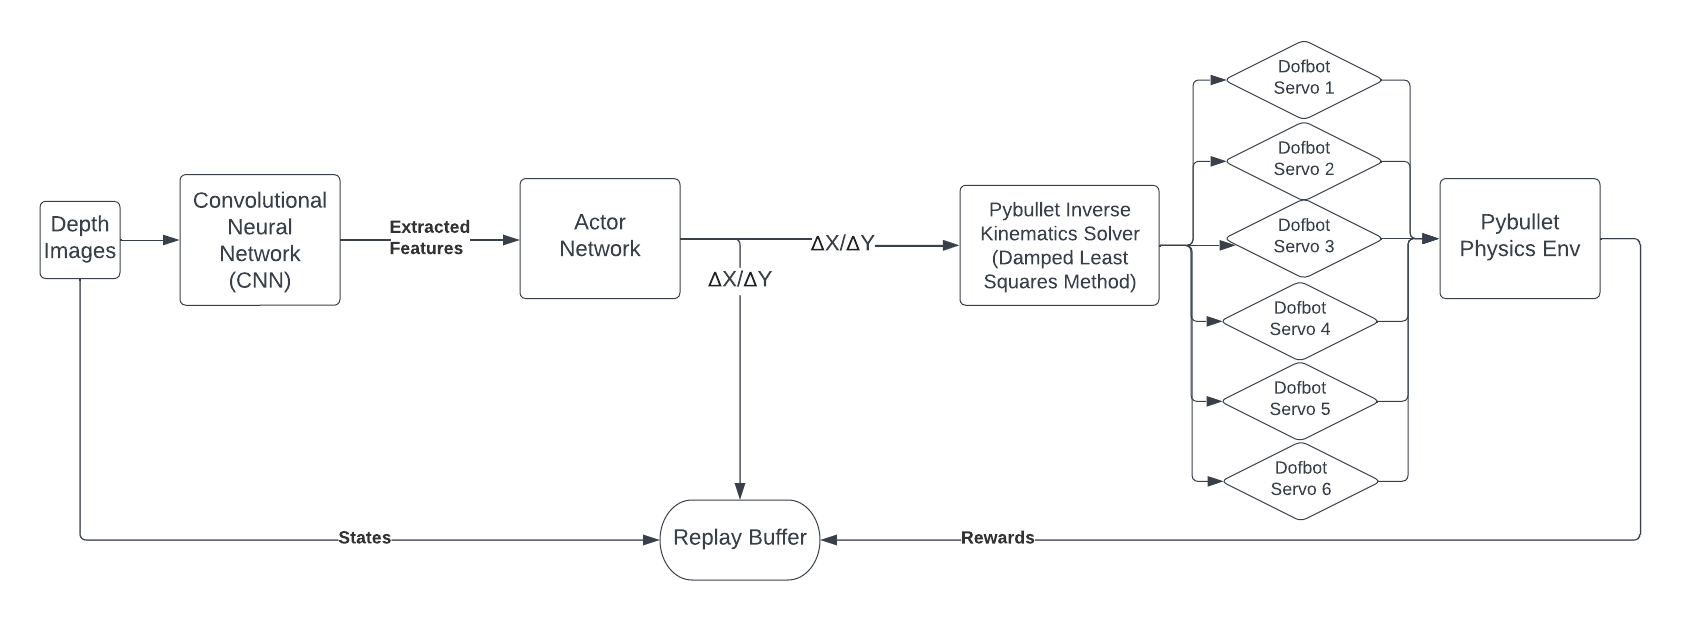 Depth
Images
Convolutional
Neural
Network
(CNN)
Extracted
Features
Actor
Network
ΔX/ΔY
ΔX/ΔY
Pybullet Inverse
Kinematics Solver
(Damped Least
Squares Method)
Dofbot
Servo 1
Dofbot
Servo 2
Dofbot
Servo 3
Dofbot
Servo 4
Dofbot
Servo 5
Dofbot
Servo 6
Pybullet
Physics Env
States
Replay Buffer
Rewards